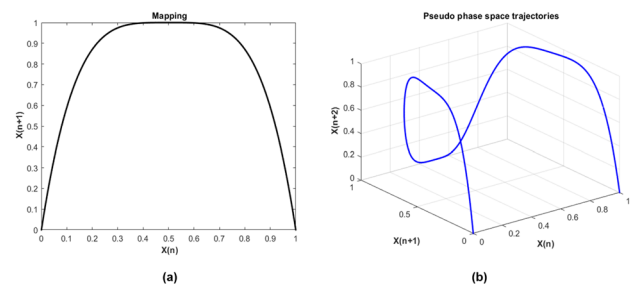 Mapping
X(n+1)
1
0.9
0.8
0.7
0.6
0.5
0.4
0.3
0.2
0.1
0
0 0.1 0.2 0.3 0.4 0.5 0.6 0.7 0.8 0.9 1
X(n)
(a)
Pseudo phase space trajectories
X(n+2)
1
0.8
0.6
0.4
0.2
0
1
0.5
0
X(n+1)
0 0.2 0.4 0.6 0.8 1
X(n)
(b)